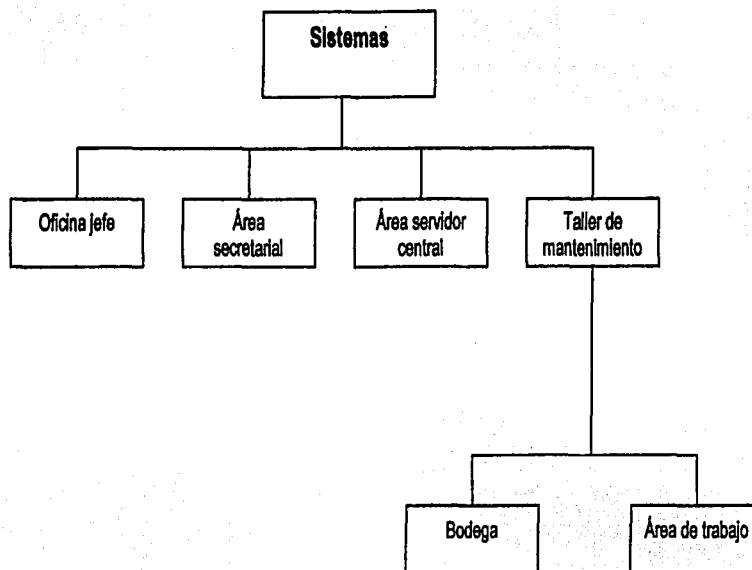 Sistemas
Oficina jefe
Área
secretarial
Área servidor
central
Taller de
mantenimiento
Bodega
Área de trabajo